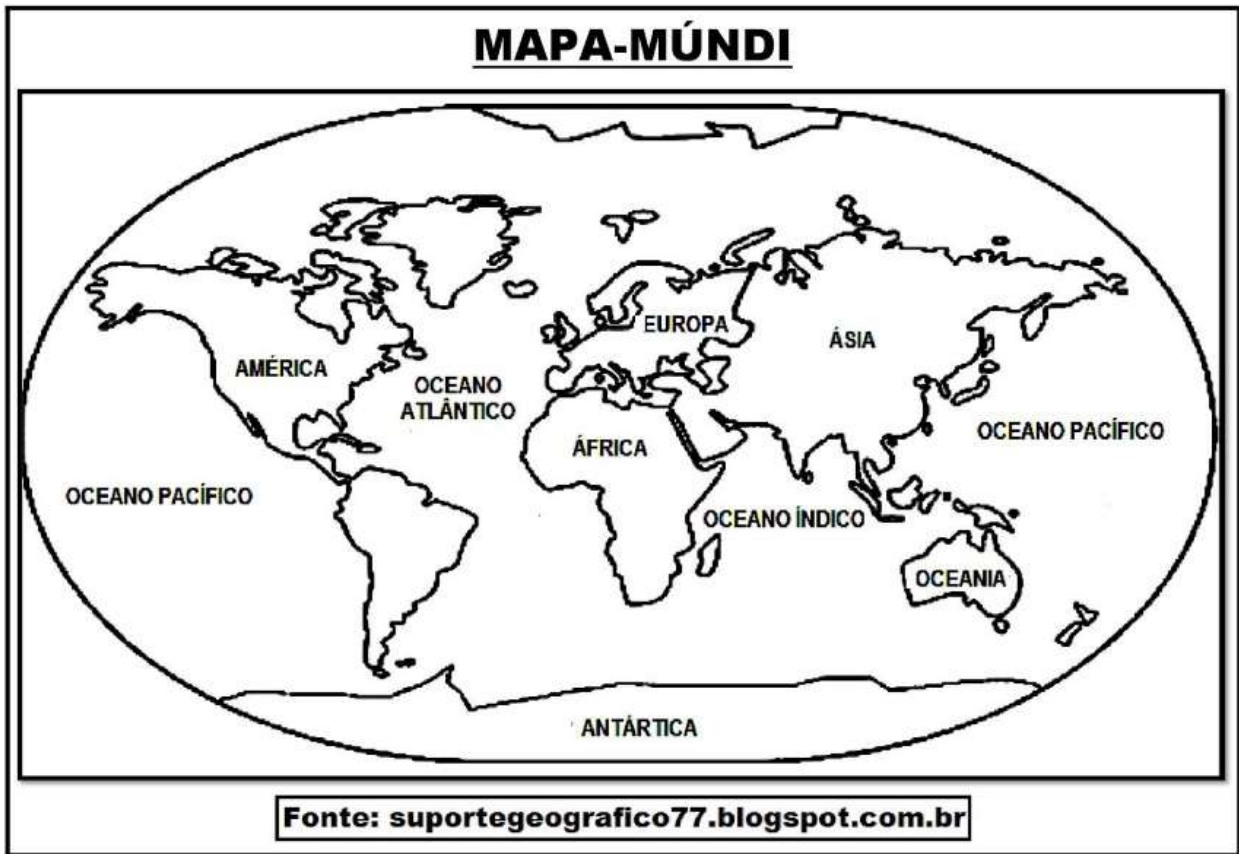 MAPA-MÚNDI
EUROPA
ÁSIA
AMÉRICA
OCEANO
ATLÂNTICO
OCEANO PACÍFICO
ÁFRICA
OCEANO PACÍFICO
OCEANO ÍNDICO
OCEANIA
ANTÁRTICA
Fonte: suportegeografico77.blogspot.com.br